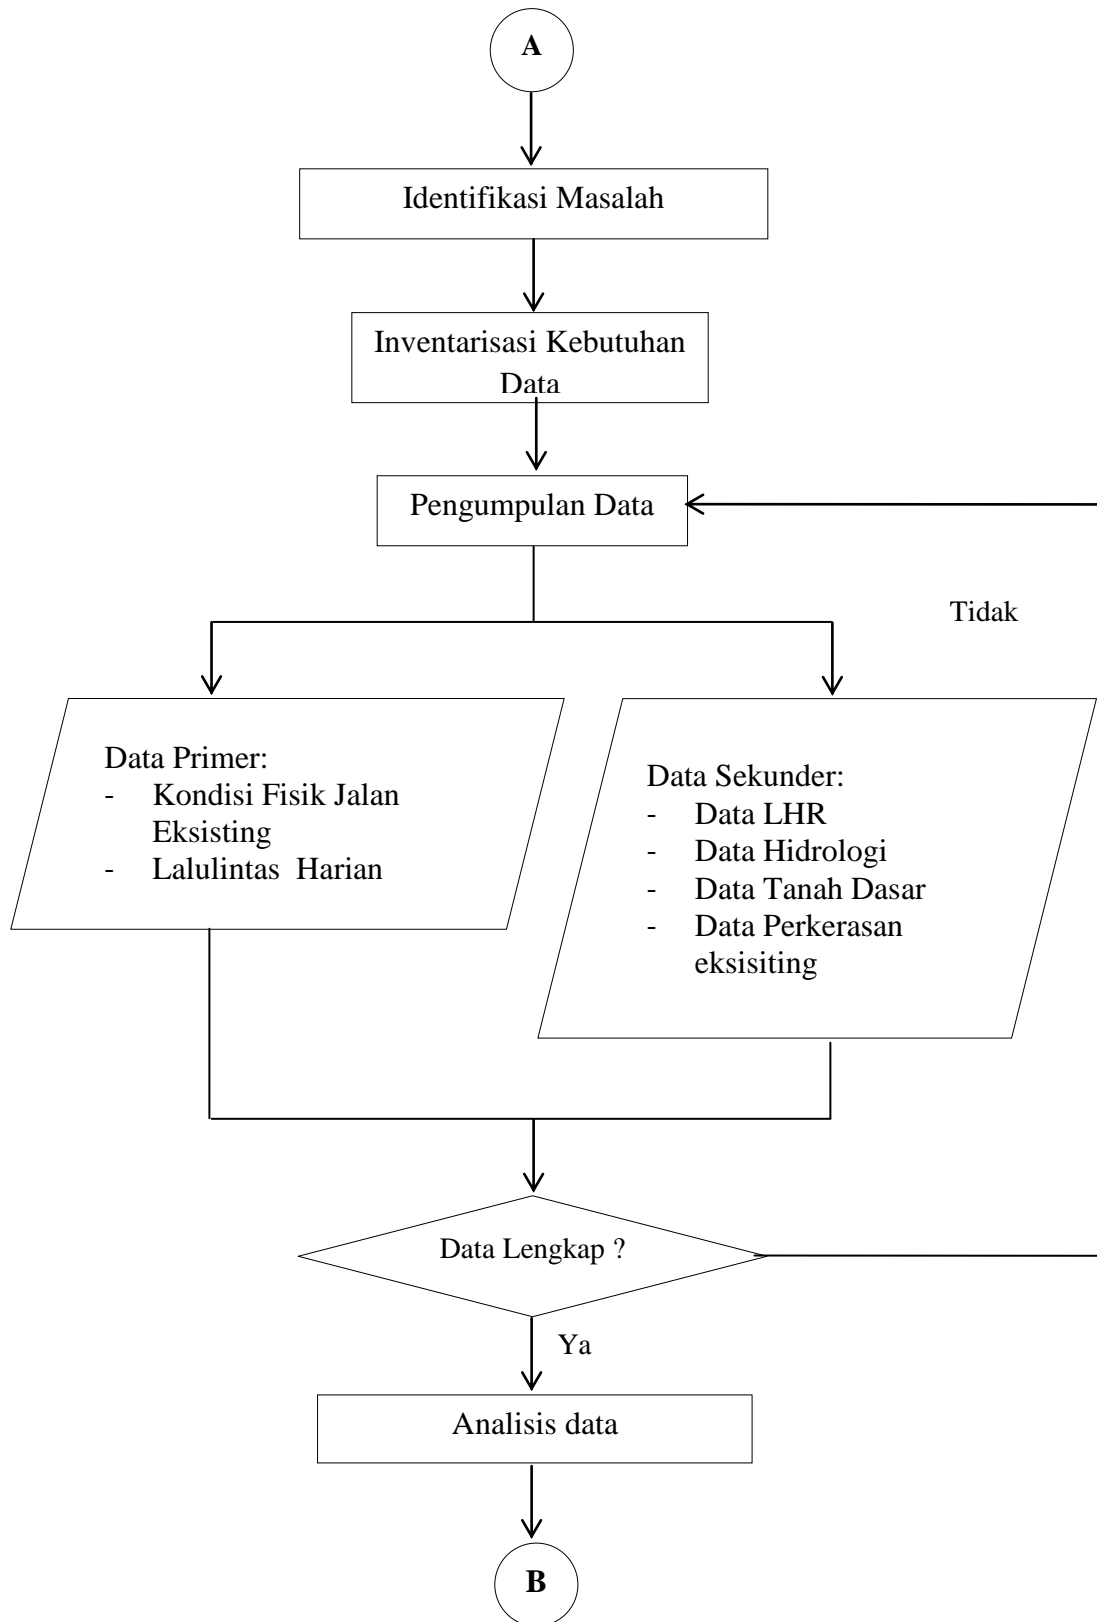 A
Identifikasi Masalah
Inventarisasi Kebutuhan
Data
Pengumpulan Data
Tidak
Data Primer:
- Kondisi Fisik Jalan
Eksisting
- Lalulintas Harian
Data Sekunder:
- Data LHR
- Data Hidrologi
- Data Tanah Dasar
- Data Perkerasan
eksisiting
Data Lengkap ?
Ya
Analisis data
B